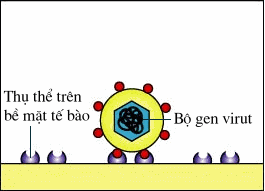 Thụ thể trên
bề mặt tế bào
Bộ gen virut